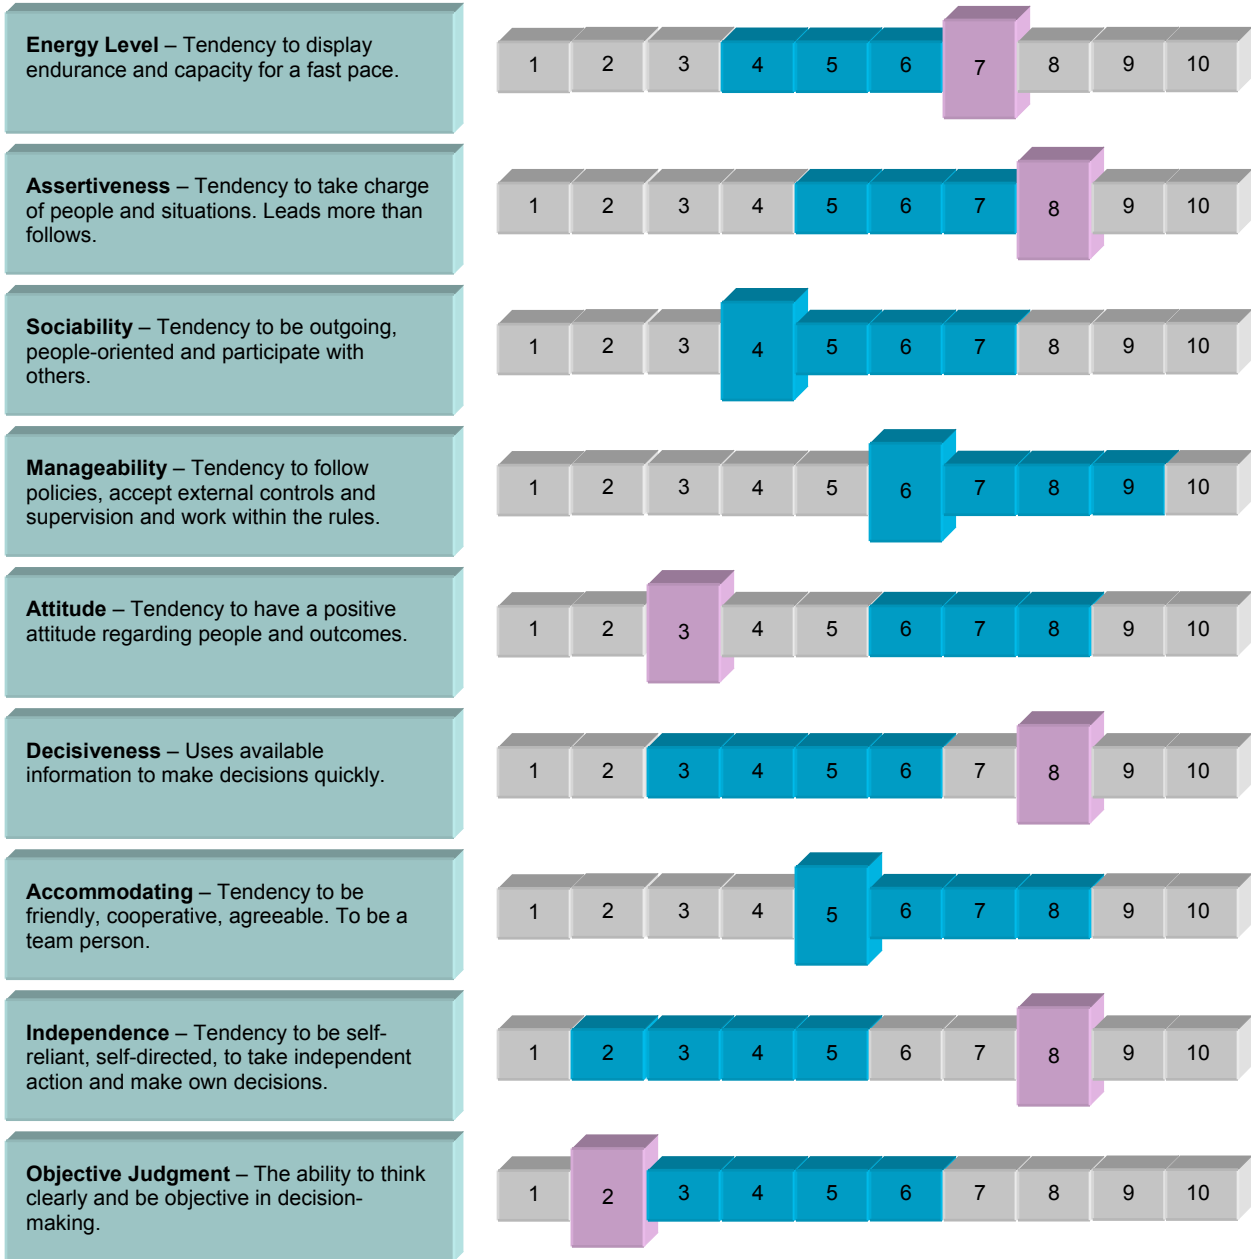 Energy Level – Tendency to display
endurance and capacity for a fast pace.
1 2 3 4 5 6 7 8 9 10
Assertiveness – Tendency to take charge
of people and situations. Leads more than
follows.
1 2 3 4 5 6 7 8 9 10
Sociability – Tendency to be outgoing,
people-oriented and participate with
others.
1 2 3 4 5 6 7 8 9 10
Manageability – Tendency to follow
policies, accept external controls and
supervision and work within the rules.
1 2 3 4 5 6 7 8 9 10
Attitude – Tendency to have a positive
attitude regarding people and outcomes.
1 2 3 4 5 6 7 8 9 10
Decisiveness – Uses available
information to make decisions quickly.
1 2 3 4 5 6 7 8 9 10
Accommodating – Tendency to be
friendly, cooperative, agreeable. To be a
team person.
1 2 3 4 5 6 7 8 9 10
Independence – Tendency to be self-
reliant, self-directed, to take independent
action and make own decisions.
1 2 3 4 5 6 7 8 9 10
Objective Judgment – The ability to think
clearly and be objective in decision-
making.
1 2 3 4 5 6 7 8 9 10